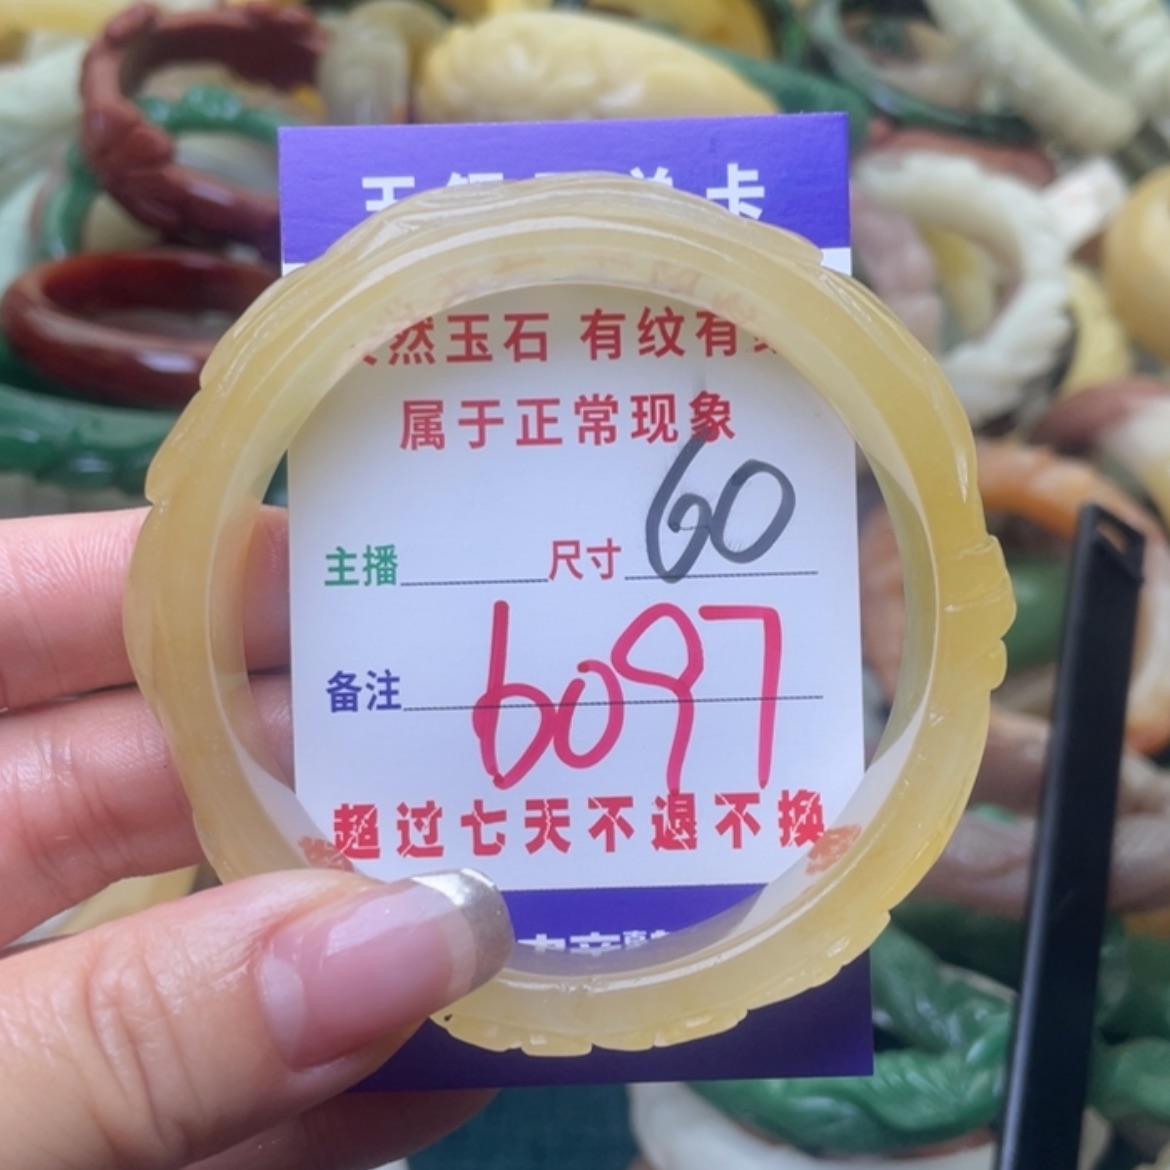 卡
然玉石 有纹有
属于正常现象
主播 尺寸 60
备注 6097
超过七天不退不换